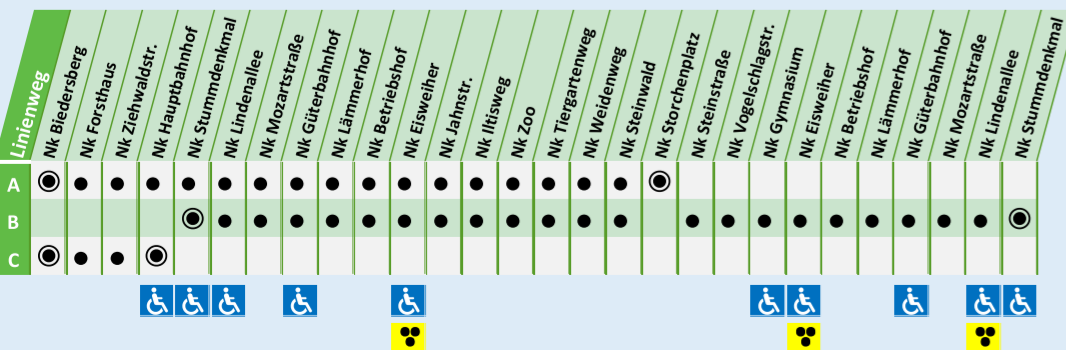 Linienweg
Nk Biedersberg
Nk Forsthaus
Nk Ziehwaldstr.
Nk Hauptbahnhof
Nk Stummdenkmal
Nk Lindenallee
Nk Mozartstraße
Nk Güterbahnhof
Nk Lämmerhof
Nk Betriebshof
Nk Eisweiher
Nk Jahnstr.
Nk Iltisweg
Nk Zoo
Nk Tiergartenweg
Nk Weidenweg
Nk Steinwald
Nk Storchenplatz
Nk Steinstraße
Nk Vogelschlagstr.
Nk Gymnasium
Nk Eisweiher
Nk Betriebshof
Nk Lämmerhof
Nk Güterbahnhof
Nk Mozartstraße
Nk Lindenallee
Nk Stummdenkmal
A
B
C